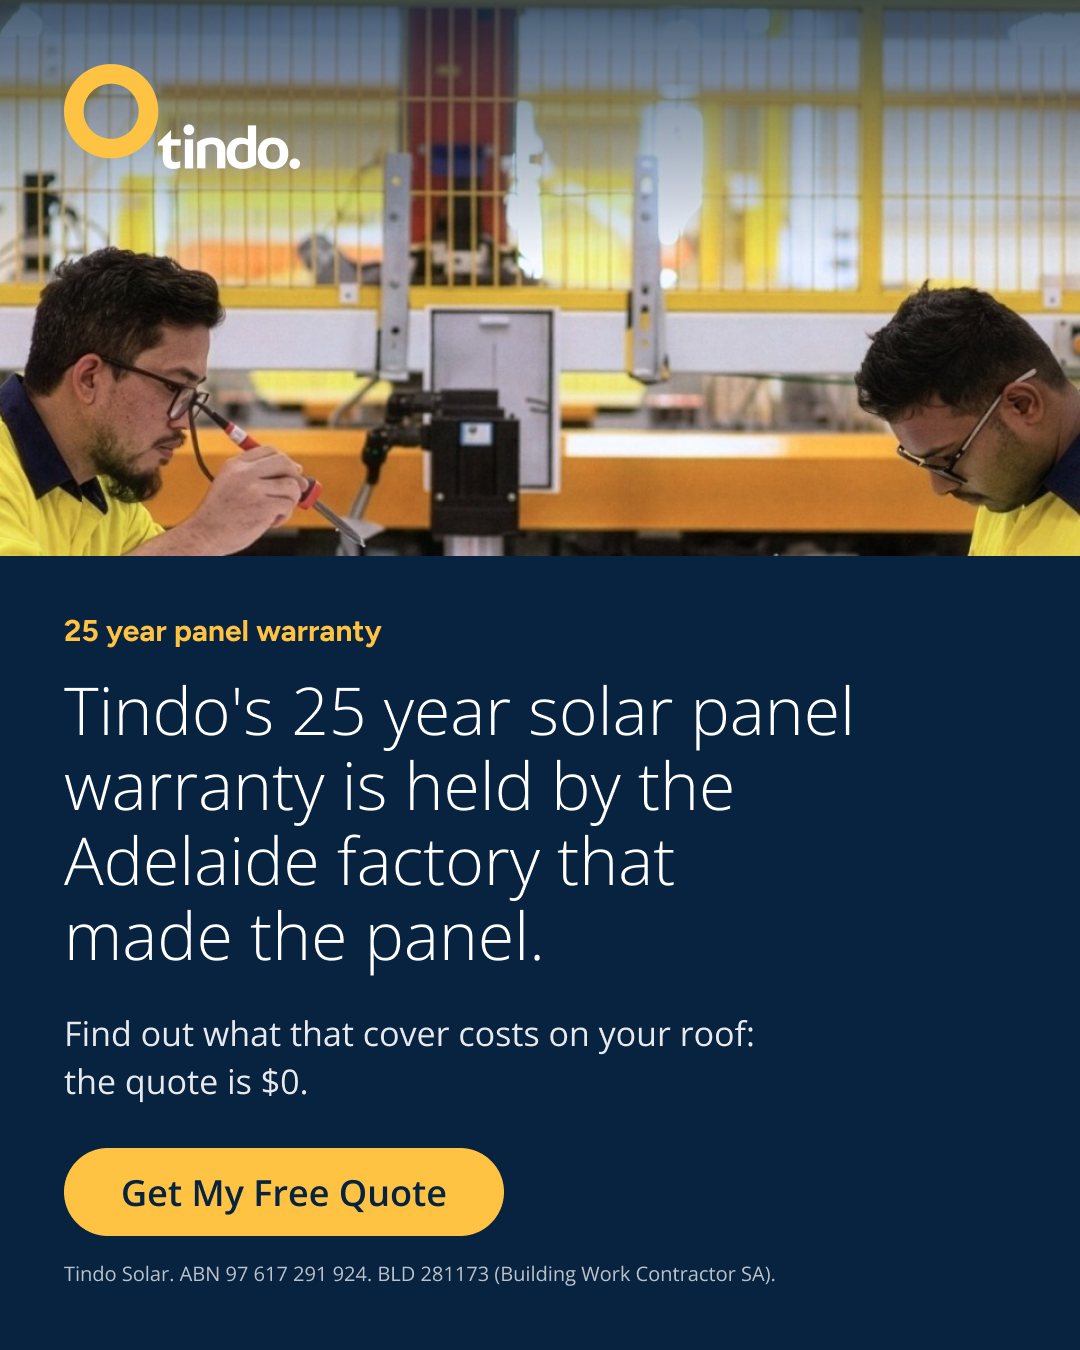 tindo.
25 year panel warranty
Tindo's 25 year solar panel
warranty is held by the
Adelaide factory that
made the panel.
Find out what that cover costs on your roof:
the quote is $0.
Get My Free Quote
Tindo Solar. ABN 97 617 291 924. BLD 281173 (Building Work Contractor SA).